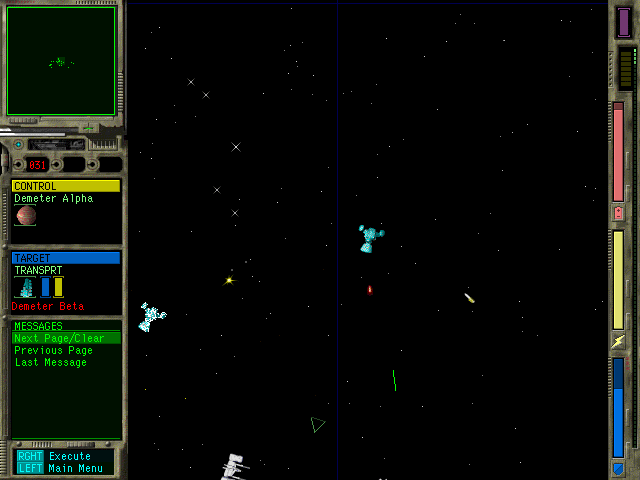 031
CONTROL
Demeter Alpha
TARGET
TRANSPRT
Demeter Beta
MESSAGES
Next Page/Clear
Previous Page
Last Message
RGHT Execute
LEFT Main Menu